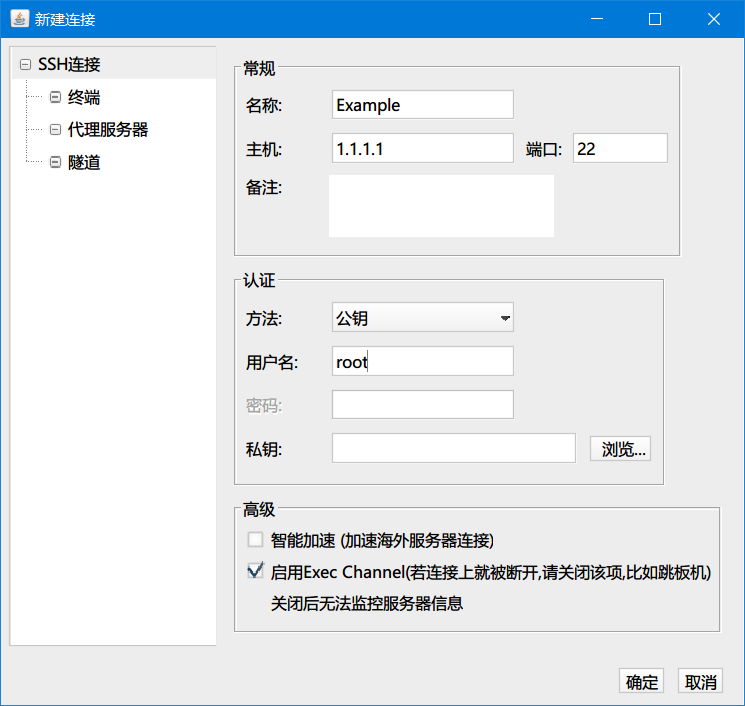 新建连接
SSH连接
终端
代理服务器
隧道
常规
名称: Example
主机: 1.1.1.1 端口: 22
备注:
认证
方法: 公钥
用户名: root
密码:
私钥: 浏览...
高级
智能加速 (加速海外服务器连接)
启用Exec Channel(若连接上就被断开,请关闭该项,比如跳板机)
关闭后无法监控服务器信息
确定 取消